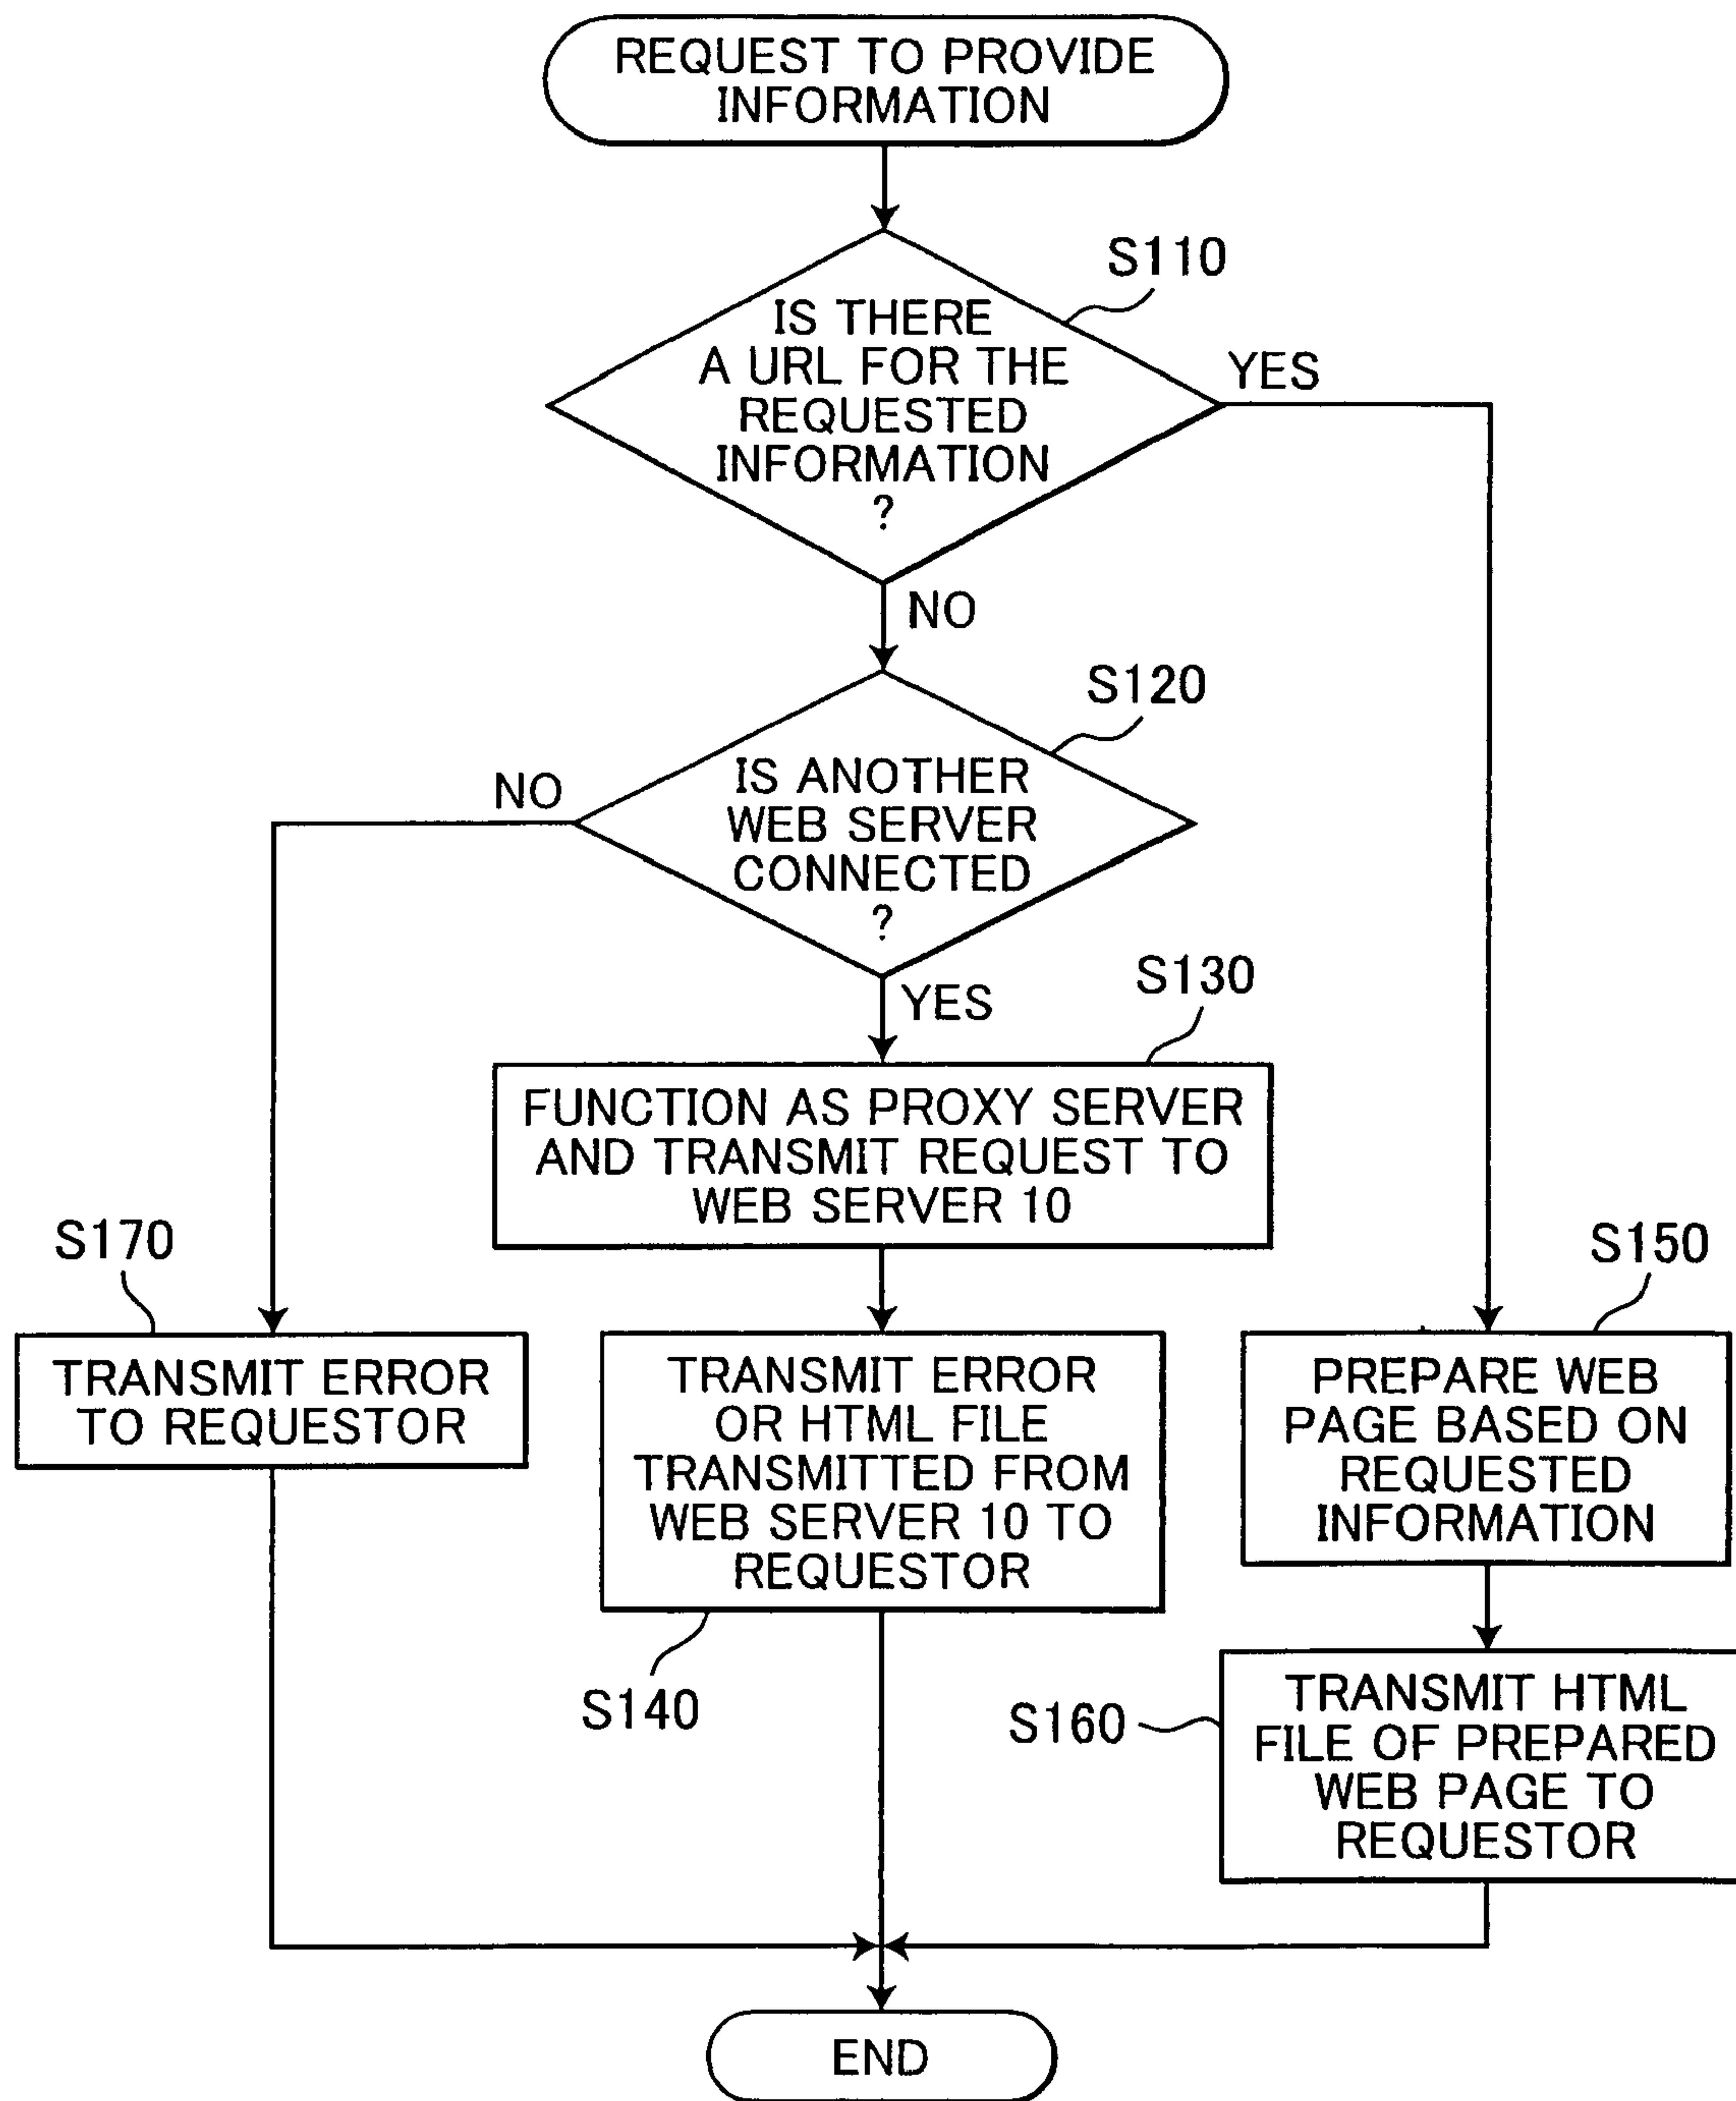 REQUEST TO PROVIDE
INFORMATION
S110
IS THERE
A URL FOR THE
REQUESTED
INFORMATION
?
YES
NO
S120
IS ANOTHER
WEB SERVER
CONNECTED
?
NO
YES
S130
FUNCTION AS PROXY SERVER
AND TRANSMIT REQUEST TO
WEB SERVER 10
S170
TRANSMIT ERROR
TO REQUESTOR
TRANSMIT ERROR
OR HTML FILE
TRANSMITTED FROM
WEB SERVER 10 TO
REQUESTOR
S140
S150
PREPARE WEB
PAGE BASED ON
REQUESTED
INFORMATION
S160
TRANSMIT HTML
FILE OF PREPARED
WEB PAGE TO
REQUESTOR
END